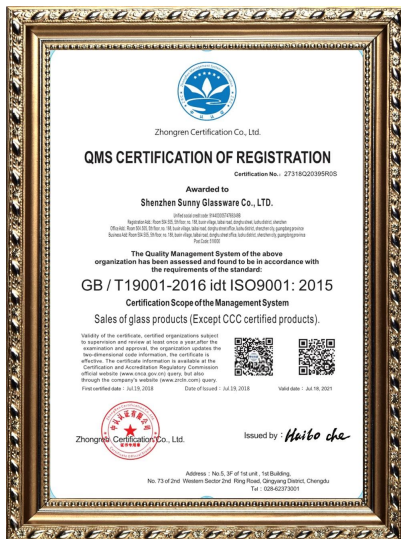 Zhongren Certification Co., Ltd.
QMS CERTIFICATION OF REGISTRATION
Certification No.: 27318Q20395R0S
Awarded to
Shenzhen Sunny Glassware Co., LTD.
Post Code: 518000
The Quality Management System of the above
organization has been assessed and found to be in accordance with
the requirements of the standard:
GB / T19001-2016 idt ISO9001: 2015
Certification Scope of the Management System
Sales of glass products (Except CCC certified products).
Validity of the certificate, certified organizations subject
to supervision and review at least once a year,after the
examination and approval, the organization updates the
two-dimensional code information, the certificate is
effective. The certificate information is available at the
Certification and Accreditation Regulatory Commission
official website (www.cnca.gov.cn) query, but also
through the company's website (www.zrcln.com) query.
First certified date : Jul.19, 2018
Date of Issued : Jul.19, 2018
Valid date : Jul.18, 2021
Zhongren Certification Co., Ltd.
Issued by : Haibo che
Address : No.5, 3F of 1st unit , 1st Building,
No. 73 of 2nd Western Sector 2nd Ring Road, Qingyang District, Chengdu
Tel : 028-62373001